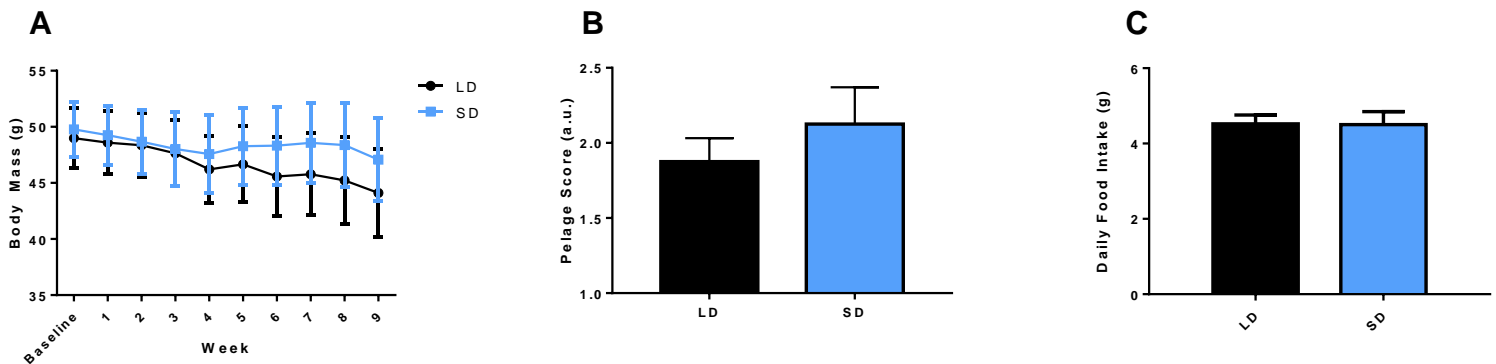 A
Body Mass (g)
55
50
45
40
35
Baseline
1
2
3
4
5
6
7
8
9
Week
LD
SD
B
Pelage Score (a.u.)
2.5
2.0
1.5
1.0
LD
SD
C
Daily Food Intake (g)
6
4
2
0
LD
SD